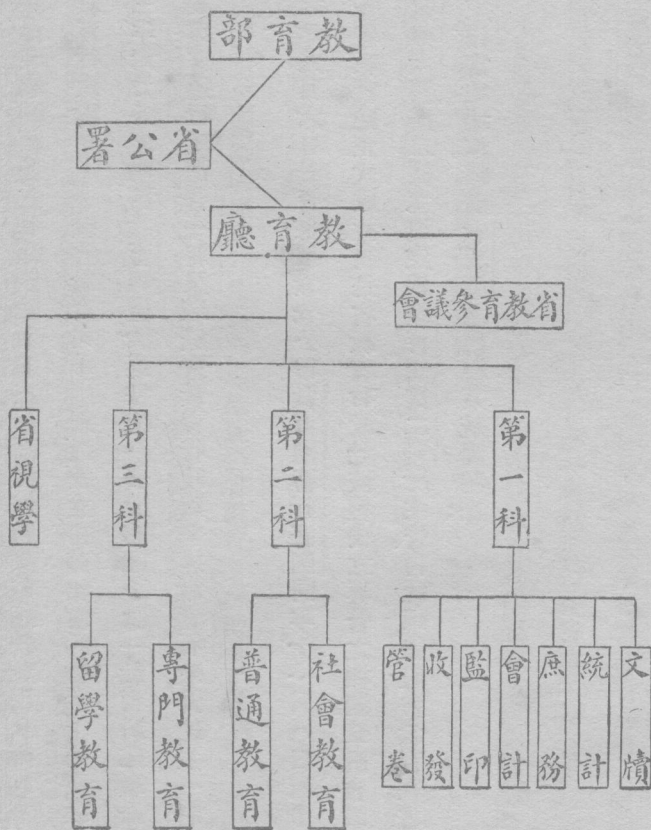 教育部
省公署
教育廳
省教育參議會
第一科
第二科
第三科
省視學
文牘
統計
庶務
會計
監印
收發
管卷
社會教育
普通教育
專門教育
留學教育